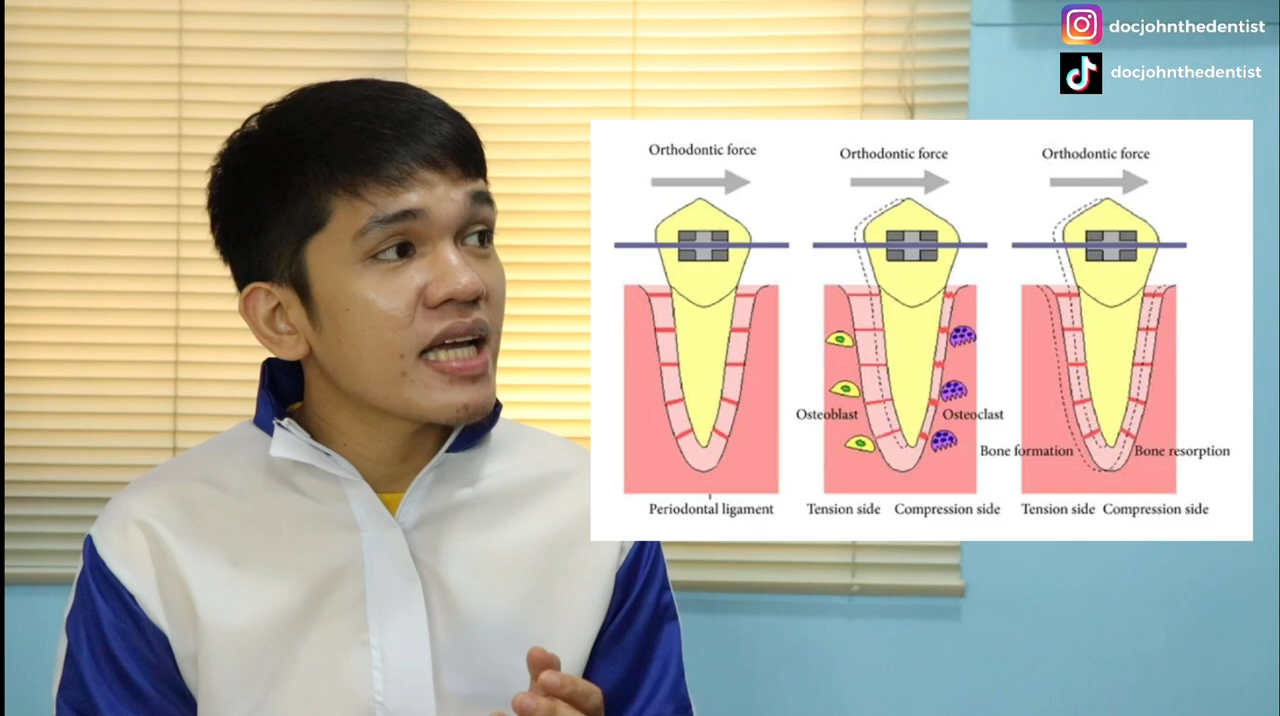 docjohnthedentist
docjohnthedentist
Orthodontic force
Orthodontic force
Orthodontic force
Osteoblast
Osteoclast
Bone formation
Bone resorption
Periodontal ligament
Tension side
Compression side
Tension side
Compression side